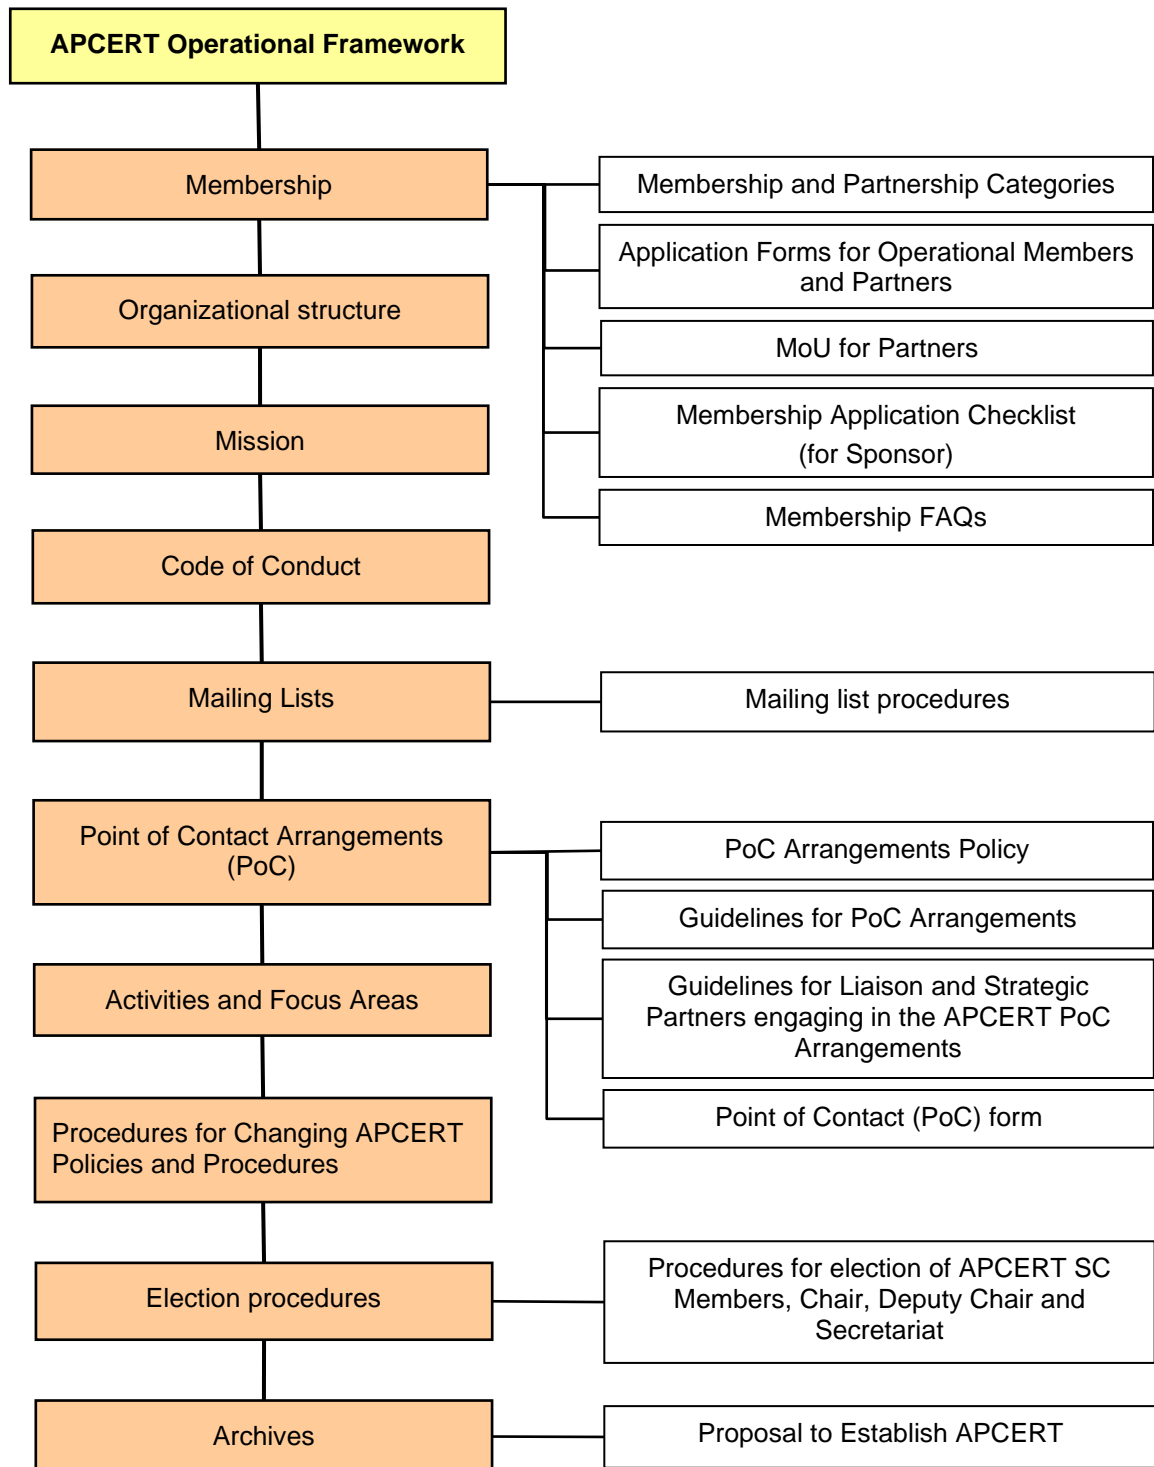 APCERT Operational Framework
Membership
Membership and Partnership Categories
Application Forms for Operational Members
and Partners
MoU for Partners
Membership Application Checklist
(for Sponsor)
Membership FAQs
Organizational structure
Mission
Code of Conduct
Mailing Lists
Mailing list procedures
Point of Contact Arrangements
(PoC)
PoC Arrangements Policy
Guidelines for PoC Arrangements
Guidelines for Liaison and Strategic
Partners engaging in the APCERT PoC
Arrangements
Point of Contact (PoC) form
Activities and Focus Areas
Procedures for Changing APCERT
Policies and Procedures
Election procedures
Procedures for election of APCERT SC
Members, Chair, Deputy Chair and
Secretariat
Archives
Proposal to Establish APCERT